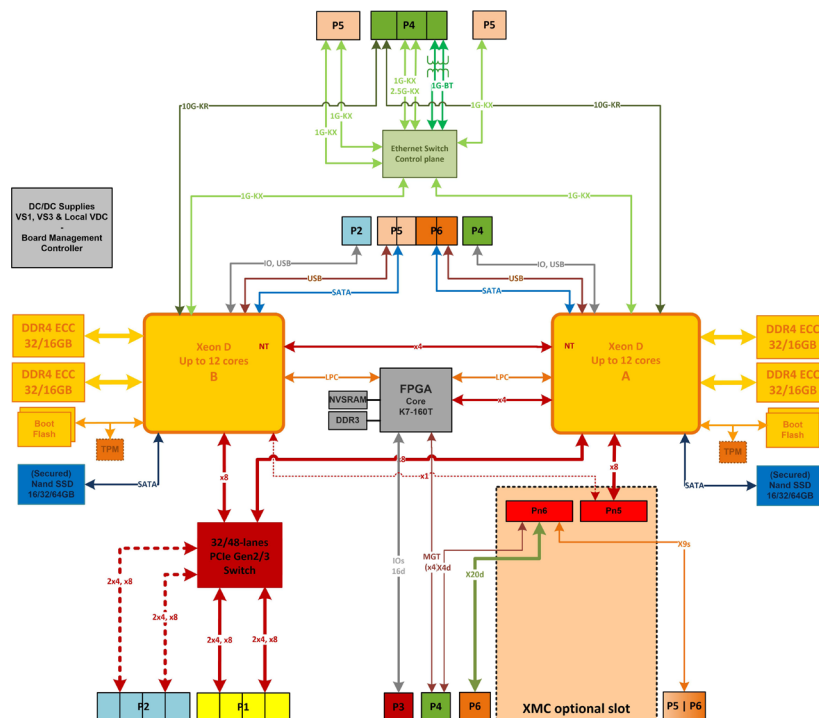 P5
P4
P5
1G-KX
2.5G-KX
1G-BT
10G-KR
1G-KX
10G-KR
1G-KX
1G-KX
Ethernet Switch
Control plane
1G-KX
1G-KX
DC/DC Supplies
VS1, VS3 & Local VDC
-
Board Management
Controller
P2
P5
P6
P4
IO, USB
IO, USB
USB
USB
SATA
SATA
DDR4 ECC
32/16GB
DDR4 ECC
32/16GB
Xeon D
Up to 12 cores
B
NT
x4
NT
Xeon D
Up to 12 cores
A
DDR4 ECC
32/16GB
DDR4 ECC
32/16GB
LPC
LPC
FPGA
Core
K7-160T
x4
NVSRAM
DDR3
Boot
Flash
TPM
Boot
Flash
TPM
(Secured)
Nand SSD
16/32/64GB
SATA
x8
x8
x1
x8
SATA
(Secured)
Nand SSD
16/32/64GB
Pn6
Pn5
32/48-lanes
PCIe Gen2/3
Switch
IOs
16d
MGT
(x4)
X4d
X20d
X9s
2x4, x8
2x4, x8
2x4, x8
2x4, x8
P2
P1
P3
P4
P6
XMC optional slot
P5 | P6